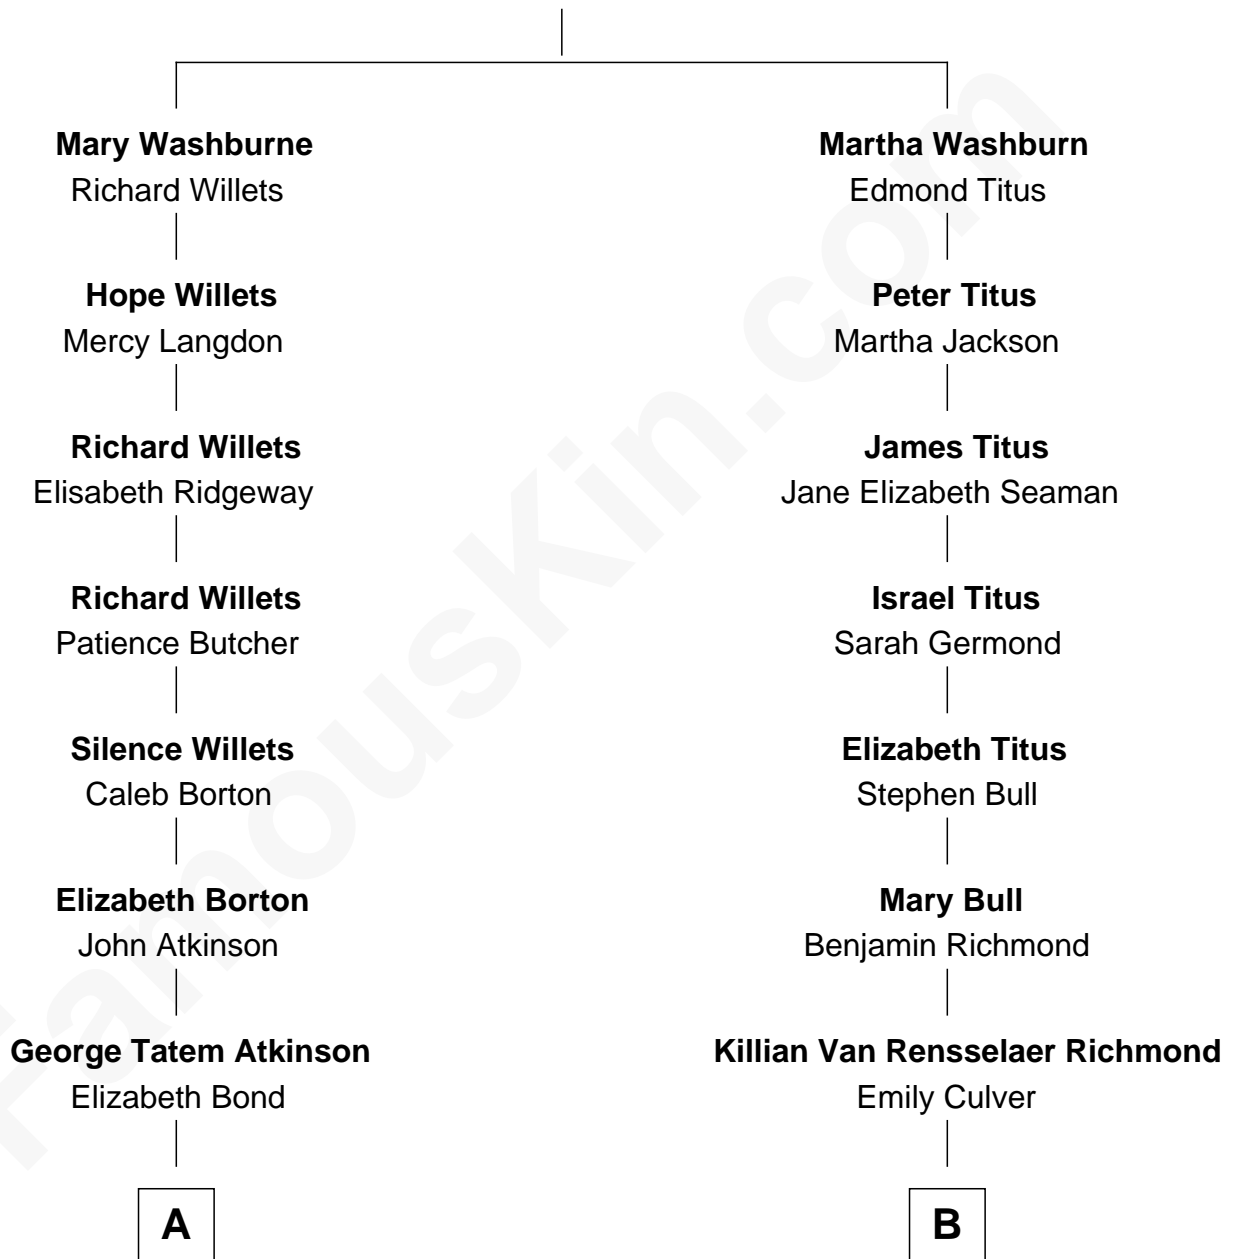 Mary Washburne
Richard Willets
Hope Willets
Mercy Langdon
Richard Willets
Elisabeth Ridgeway
Richard Willets
Patience Butcher
Silence Willets
Caleb Borton
Elizabeth Borton
John Atkinson
George Tatem Atkinson
Elizabeth Bond
A
Martha Washburn
Edmond Titus
Peter Titus
Martha Jackson
James Titus
Jane Elizabeth Seaman
Israel Titus
Sarah Germond
Elizabeth Titus
Stephen Bull
Mary Bull
Benjamin Richmond
Killian Van Rensselaer Richmond
Emily Culver
B
FamousKin.com